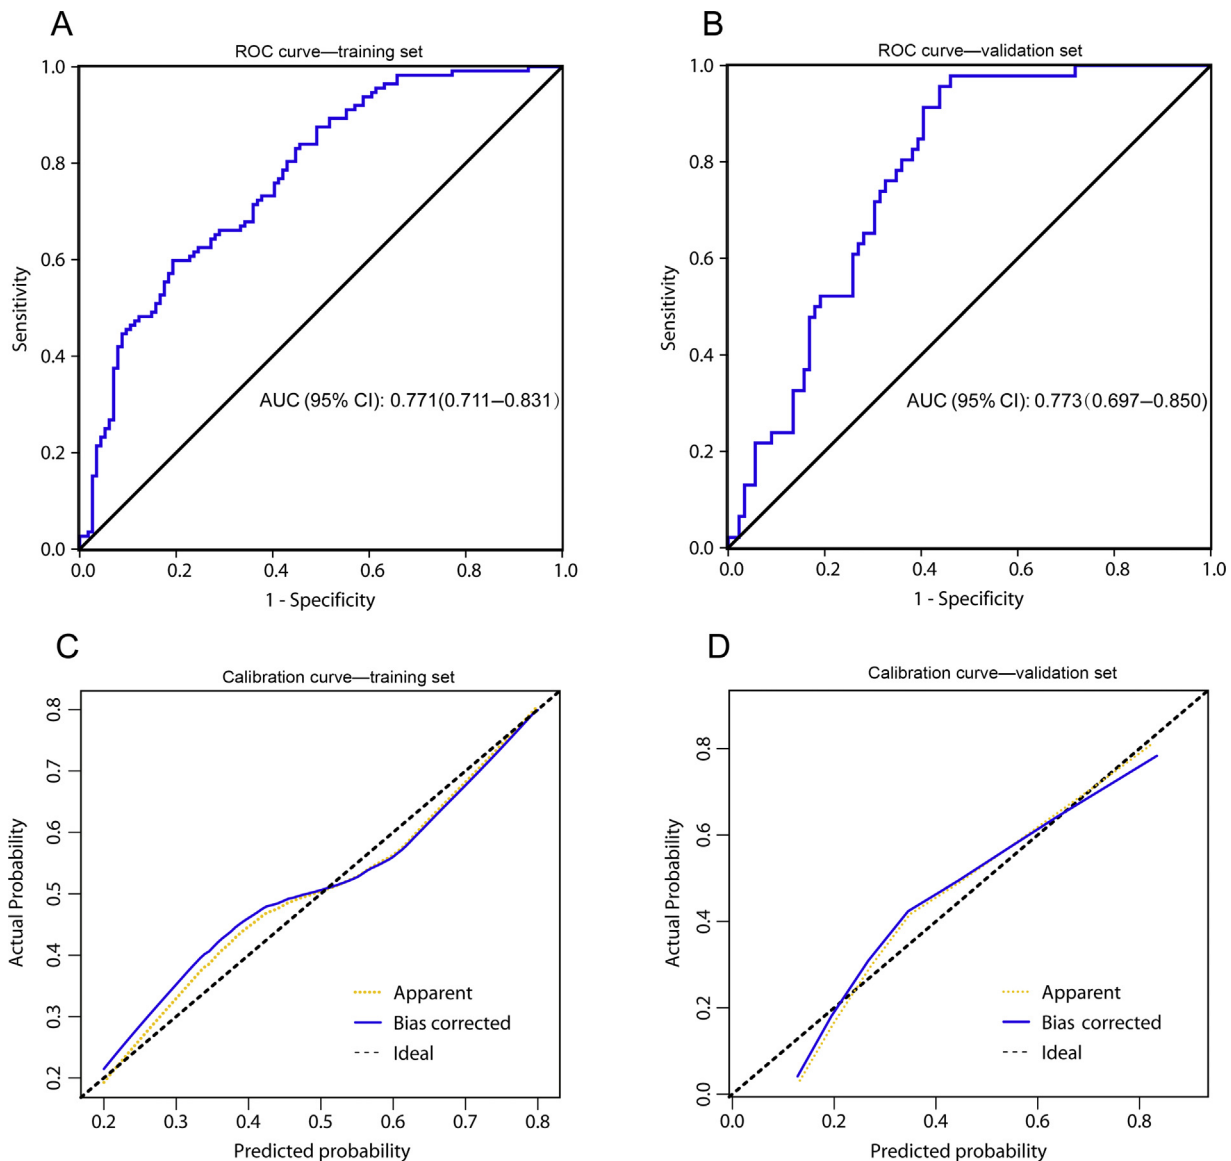 A
ROC curve—training set
1.0
0.8
0.6
0.4
0.2
0.0
Sensitivity
AUC (95% CI): 0.771(0.711–0.831)
0.0 0.2 0.4 0.6 0.8 1.0
1 - Specificity
B
ROC curve—validation set
1.0
0.8
0.6
0.4
0.2
0.0
Sensitivity
AUC (95% CI): 0.773(0.697–0.850)
0.0 0.2 0.4 0.6 0.8 1.0
1 - Specificity
C
Calibration curve—training set
0.8
0.7
0.6
0.5
0.4
0.3
0.2
Actual Probability
Apparent
Bias corrected
Ideal
0.2 0.3 0.4 0.5 0.6 0.7 0.8
Predicted probability
D
Calibration curve—validation set
0.8
0.6
0.4
0.2
0.0
Actual Probability
Apparent
Bias corrected
Ideal
0.0 0.2 0.4 0.6 0.8
Predicted probability